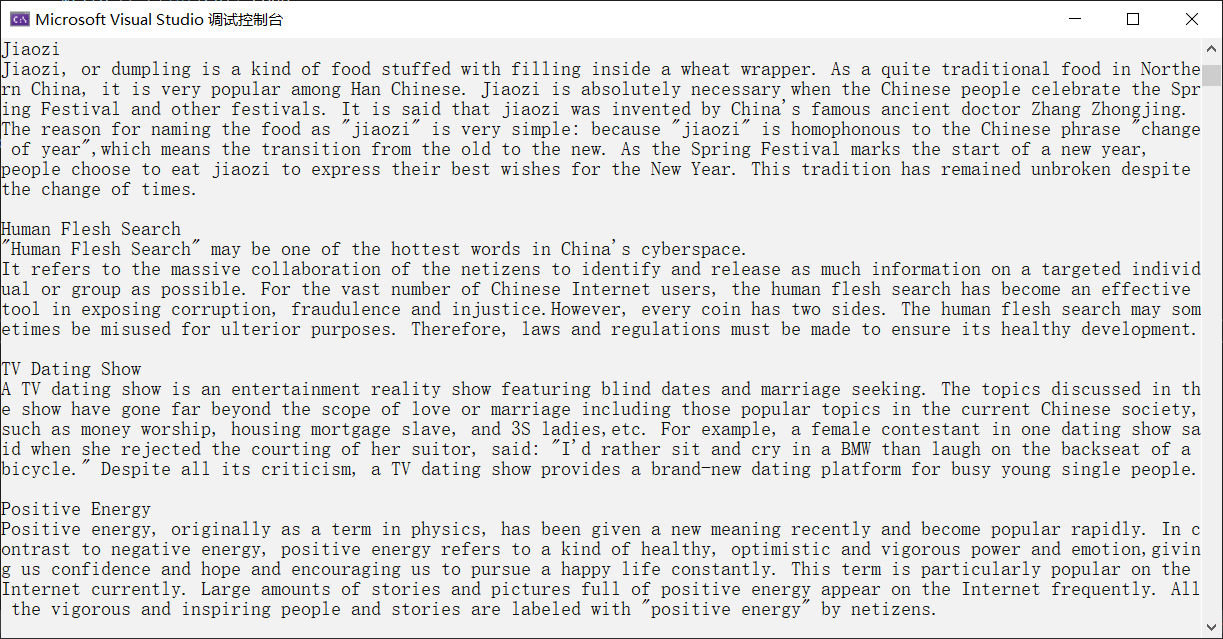 Microsoft Visual Studio 调试控制台
Jiaozi
Jiaozi, or dumpling is a kind of food stuffed with filling inside a wheat wrapper. As a quite traditional food in Northe
rn China, it is very popular among Han Chinese. Jiaozi is absolutely necessary when the Chinese people celebrate the Spr
ing Festival and other festivals. It is said that jiaozi was invented by China's famous ancient doctor Zhang Zhongjing.
The reason for naming the food as "jiaozi" is very simple: because "jiaozi" is homophonous to the Chinese phrase "change
 of year",which means the transition from the old to the new. As the Spring Festival marks the start of a new year,
people choose to eat jiaozi to express their best wishes for the New Year. This tradition has remained unbroken despite
the change of times.

Human Flesh Search
"Human Flesh Search" may be one of the hottest words in China's cyberspace.
It refers to the massive collaboration of the netizens to identify and release as much information on a targeted individ
ual or group as possible. For the vast number of Chinese Internet users, the human flesh search has become an effective
tool in exposing corruption, fraudulence and injustice.However, every coin has two sides. The human flesh search may som
etimes be misused for ulterior purposes. Therefore, laws and regulations must be made to ensure its healthy development.

TV Dating Show
A TV dating show is an entertainment reality show featuring blind dates and marriage seeking. The topics discussed in th
e show have gone far beyond the scope of love or marriage including those popular topics in the current Chinese society,
such as money worship, housing mortgage slave, and 3S ladies,etc. For example, a female contestant in one dating show sa
id when she rejected the courting of her suitor, said: "I'd rather sit and cry in a BMW than laugh on the backseat of a
bicycle." Despite all its criticism, a TV dating show provides a brand-new dating platform for busy young single people.

Positive Energy
Positive energy, originally as a term in physics, has been given a new meaning recently and become popular rapidly. In c
ontrast to negative energy, positive energy refers to a kind of healthy, optimistic and vigorous power and emotion,givin
g us confidence and hope and encouraging us to pursue a happy life constantly. This term is particularly popular on the
Internet currently. Large amounts of stories and pictures full of positive energy appear on the Internet frequently. All
 the vigorous and inspiring people and stories are labeled with "positive energy" by netizens.